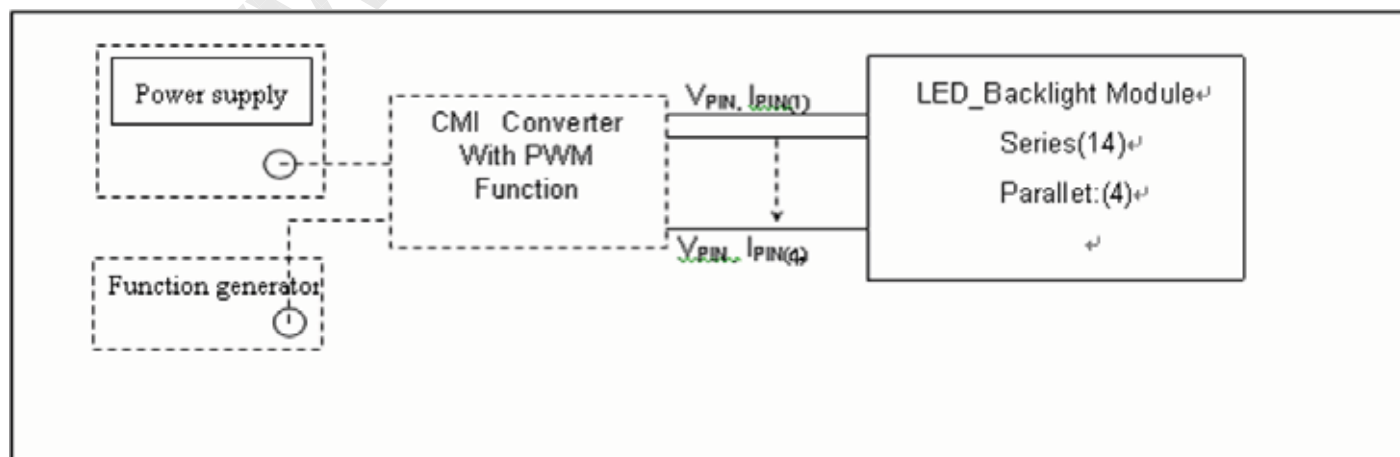 Power supply
CMI Converter
With PWM
Function
Function generator
VPIN, IPIN(1)
VPIN, IPIN(4)
LED_Backlight Module↵
Series(14)↵
Parallet:(4)↵
↵